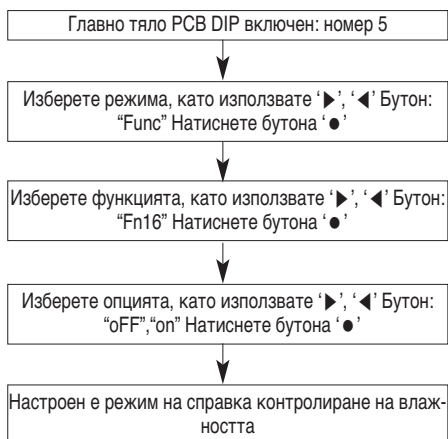 Главно тяло PCB DIP включен: номер 5
Изберете режима, като използвате ‘▶’, ‘◀’ Бутон:
“Func” Натиснете бутона ‘●’
Изберете функцията, като използвате ‘▶’, ‘◀’ Бутон:
“Fn16” Натиснете бутона ‘●’
Изберете опцията, като използвате ‘▶’, ‘◀’ Бутон:
“oFF”,“on” Натиснете бутона ‘●’
Настроен е режим на справка контролиране на влаж-
ността